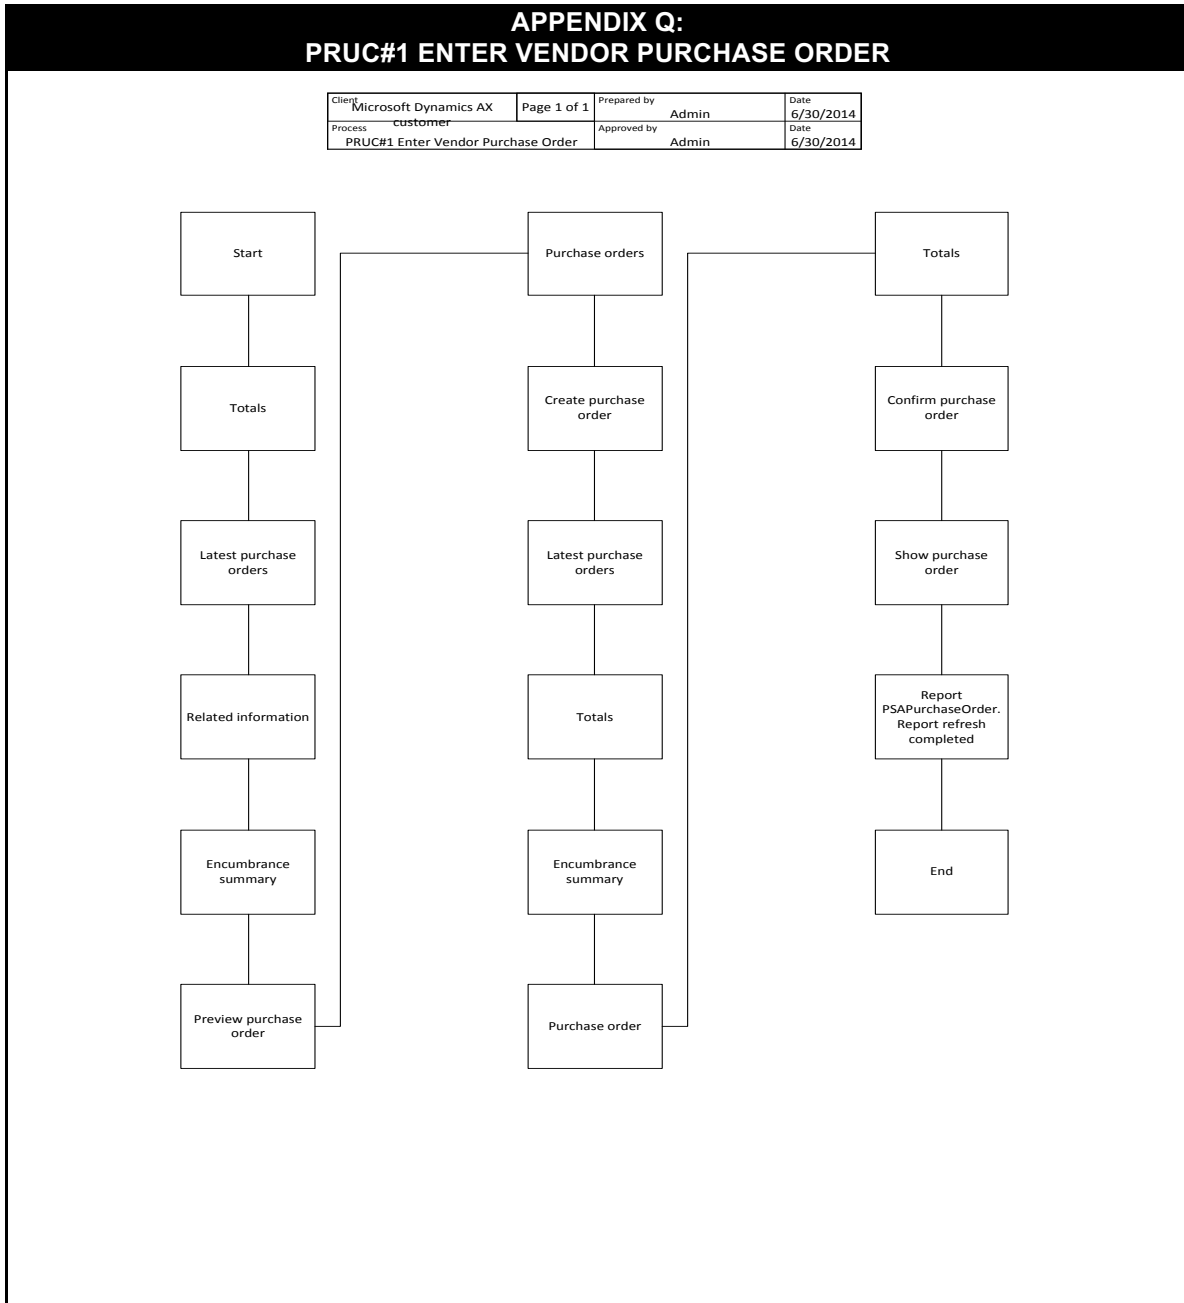 APPENDIX Q:
PRUC#1 ENTER VENDOR PURCHASE ORDER
Client
Microsoft Dynamics AX
customer
Page 1 of 1
Prepared by
Admin
Date
6/30/2014
Process
PRUC#1 Enter Vendor Purchase Order
Approved by
Admin
Date
6/30/2014
Start
Totals
Latest purchase
orders
Related information
Encumbrance
summary
Preview purchase
order
Purchase orders
Create purchase
order
Latest purchase
orders
Totals
Encumbrance
summary
Purchase order
Totals
Confirm purchase
order
Show purchase
order
Report
PSAPurchaseOrder.
Report refresh
completed
End